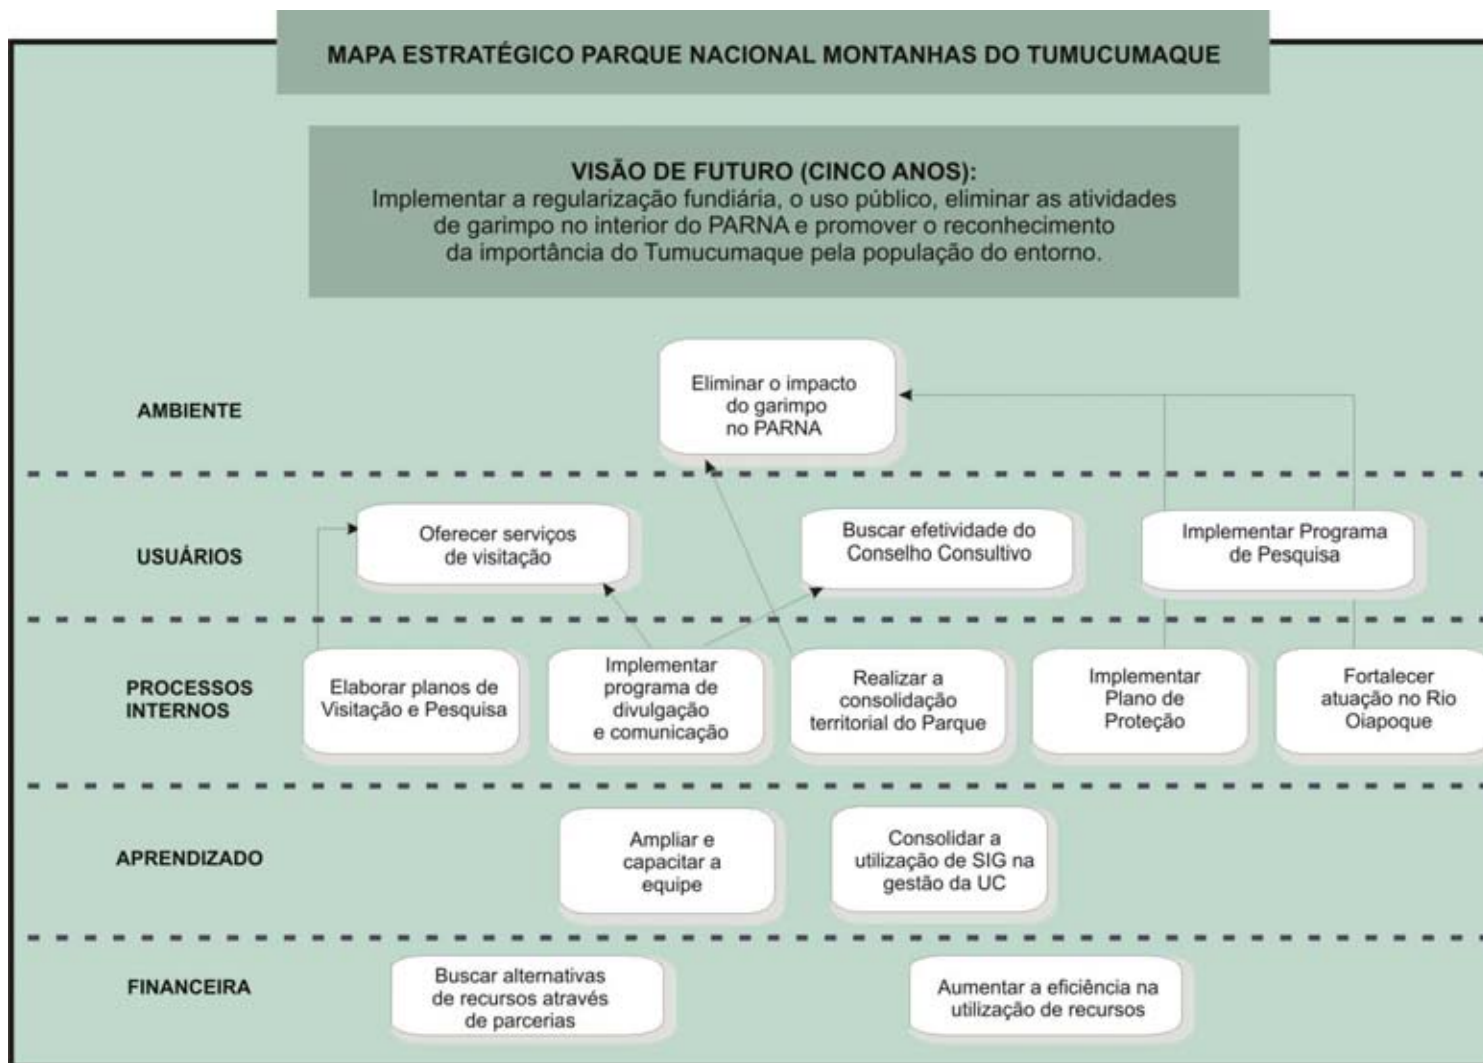 MAPA ESTRATÉGICO PARQUE NACIONAL MONTANHAS DO TUMUCUMAQUE
VISÃO DE FUTURO (CINCO ANOS):
Implementar a regularização fundiária, o uso público, eliminar as atividades
de garimpo no interior do PARNA e promover o reconhecimento
da importância do Tumucumaque pela população do entorno.
AMBIENTE
Eliminar o impacto
do garimpo
no PARNA
USUÁRIOS
Oferecer serviços
de visitação
Buscar efetividade do
Conselho Consultivo
Implementar Programa
de Pesquisa
PROCESSOS
INTERNOS
Elaborar planos de
Visitação e Pesquisa
Implementar
programa de
divulgação
e comunicação
Realizar a
consolidação
territorial do Parque
Implementar
Plano de
Proteção
Fortalecer
atuação no Rio
Oiapoque
APRENDIZADO
Ampliar e
capacitar a
equipe
Consolidar a
utilização de SIG na
gestão da UC
FINANCEIRA
Buscar alternativas
de recursos através
de parcerias
Aumentar a eficiência na
utilização de recursos